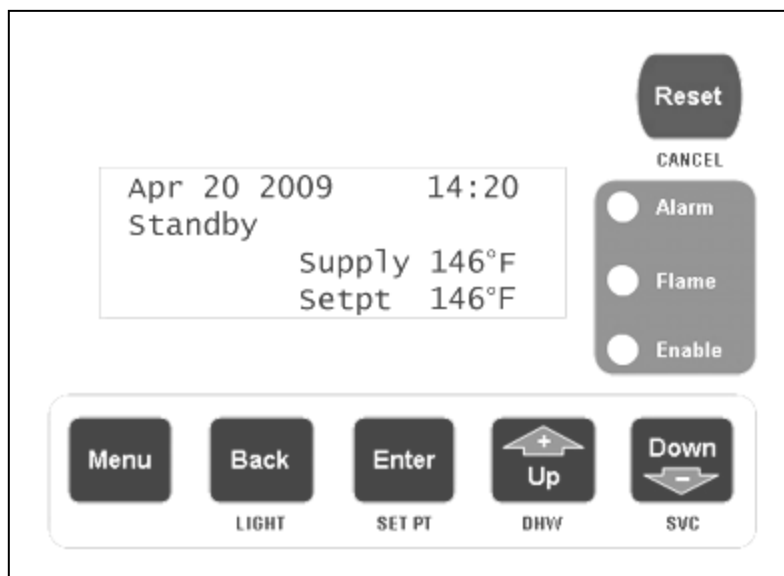 Reset
CANCEL
Apr 20 2009 14:20
Standby
Supply 146°F
Setpt 146°F
Alarm
Flame
Enable
Menu
Back
LIGHT
Enter
SET PT
+
Up
DHW
Down
-
SVC